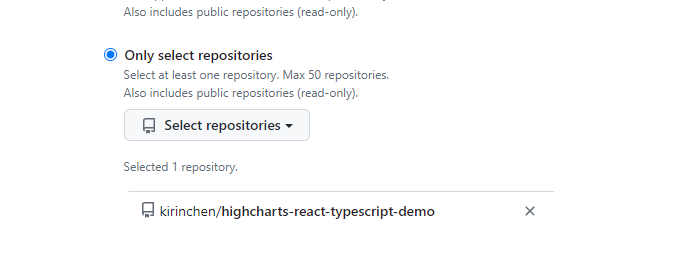 Also includes public repositories (read-only).
Only select repositories
Select at least one repository. Max 50 repositories.
Also includes public repositories (read-only).
Select repositories
Selected 1 repository.
kirinchen/highcharts-react-typescript-demo